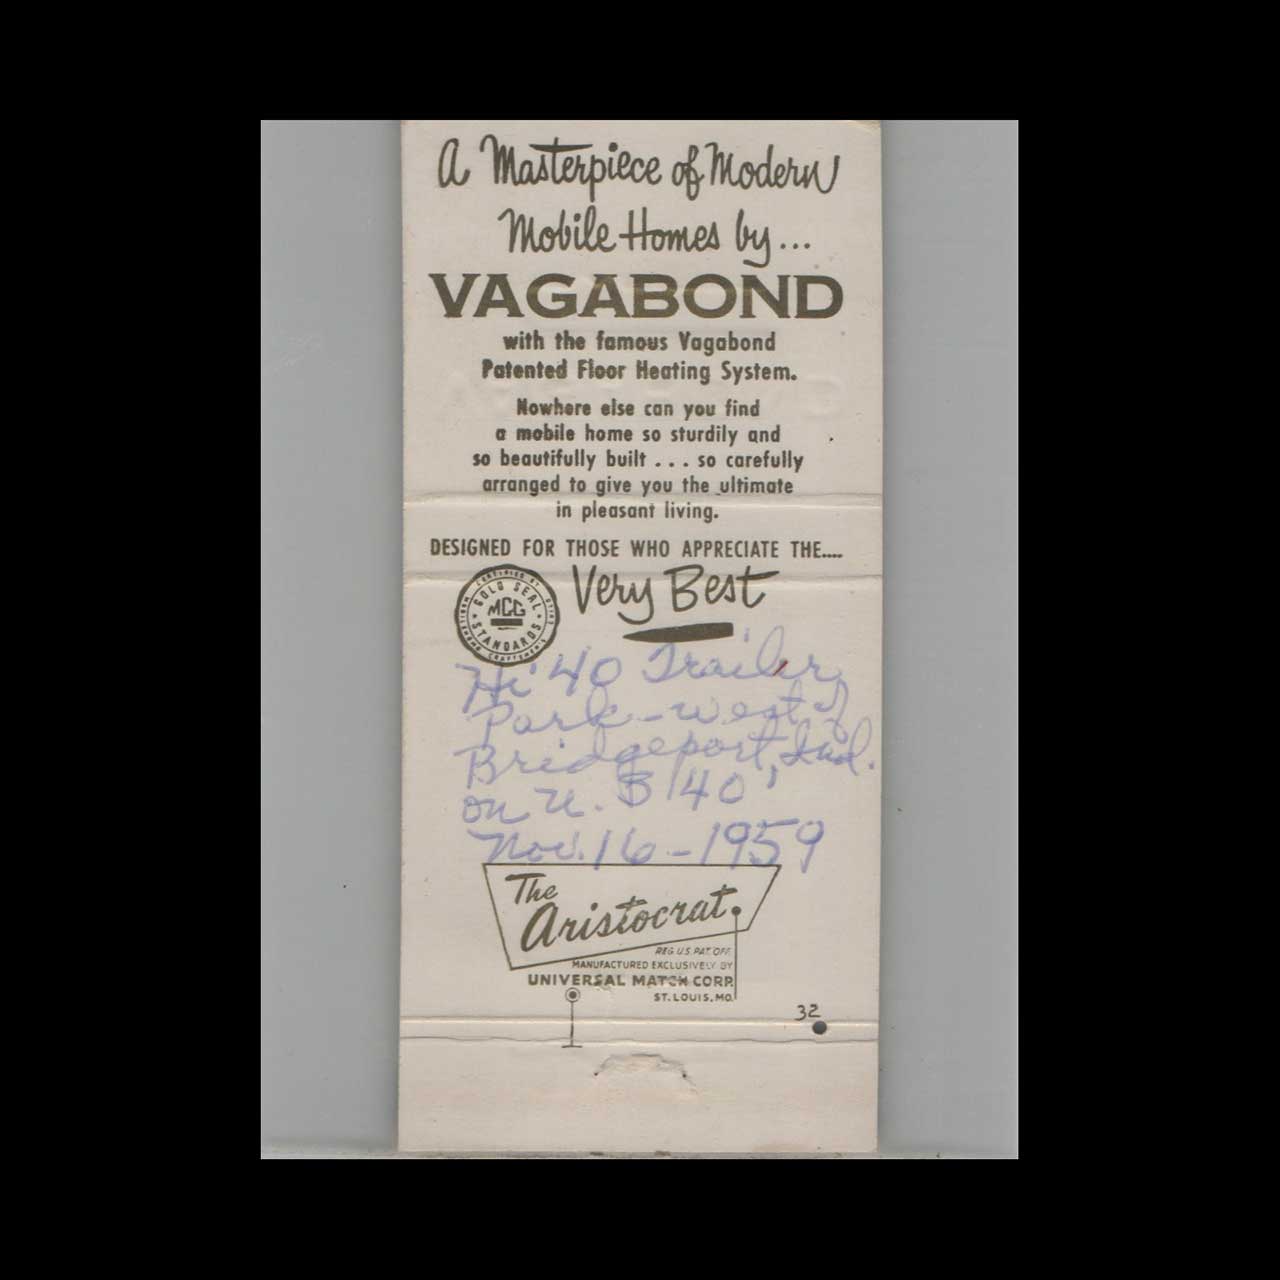 A Masterpiece of Modern
Mobile Homes by...
VAGABOND
with the famous Vagabond
Patented Floor Heating System.
Nowhere else can you find
a mobile home so sturdily and
so beautifully built . . . so carefully
arranged to give you the ultimate
in pleasant living.
DESIGNED FOR THOSE WHO APPRECIATE THE....
Very Best
CERTIFIED BY
GOLD SEAL
MCG
STANDARDS
Hi 40 Trailer
Park - west of
Bridgeport, Ind.
on U.S 40
Nov. 16 - 1959
The
Aristocrat
REG. U.S. PAT. OFF.
MANUFACTURED EXCLUSIVELY BY
UNIVERSAL MATCH CORP.
ST. LOUIS, MO.
32